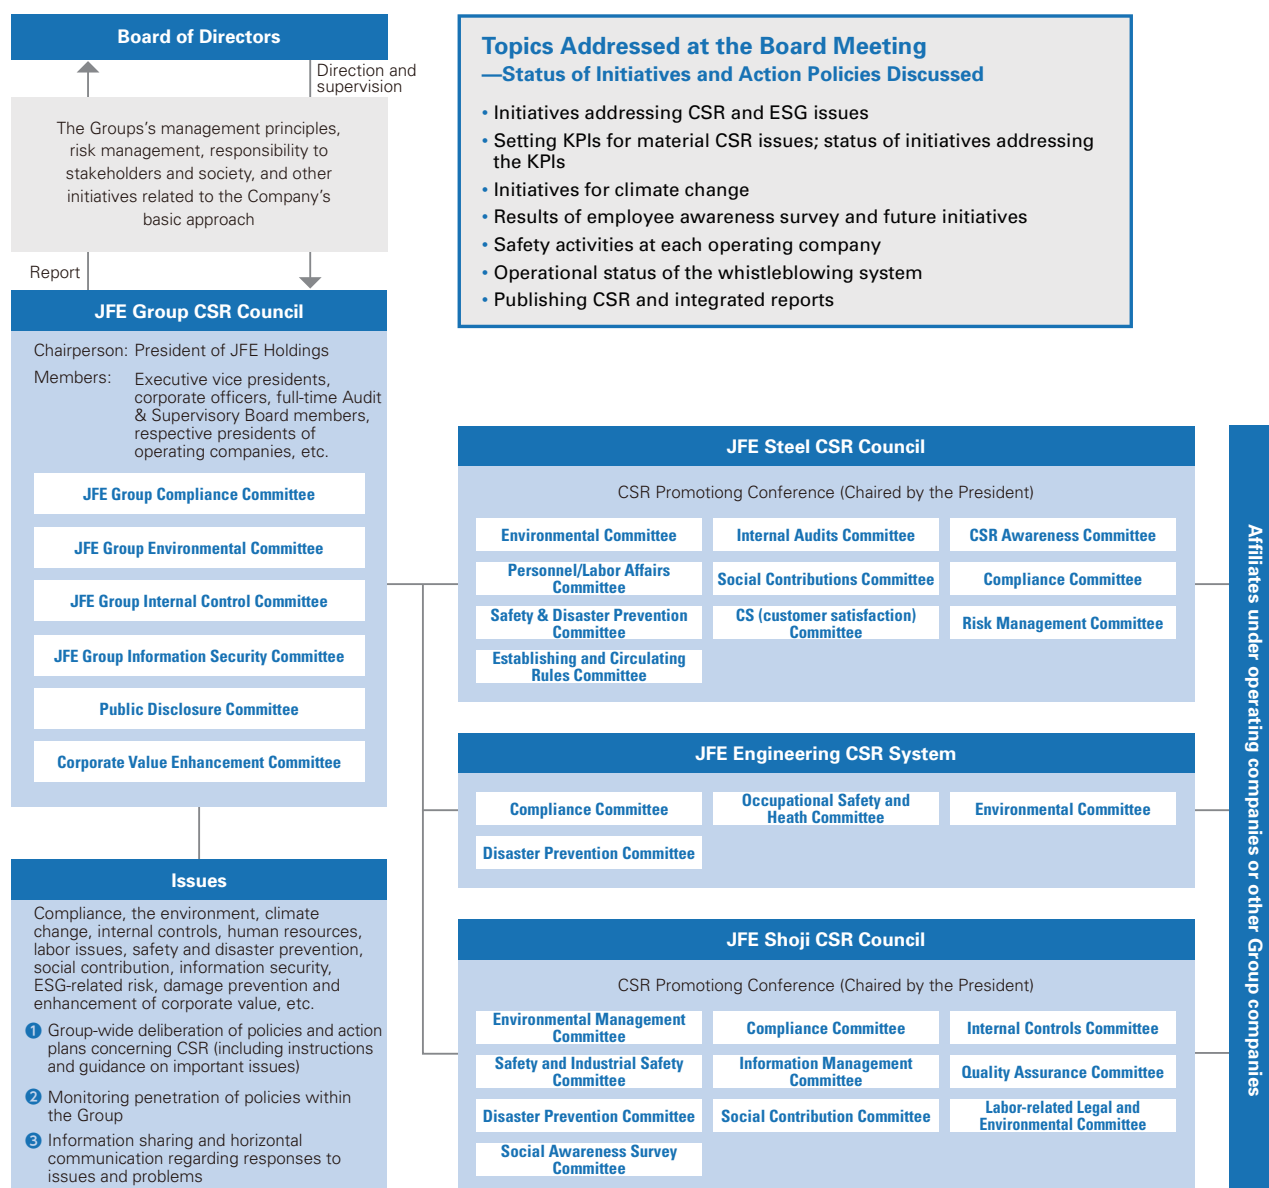 Board of Directors
Direction and
supervision
The Groups's management principles,
risk management, responsibility to
stakeholders and society, and other
initiatives related to the Company's
basic approach
Report
JFE Group CSR Council
Chairperson: President of JFE Holdings
Members: Executive vice presidents,
corporate officers, full-time Audit
& Supervisory Board members,
respective presidents of
operating companies, etc.
JFE Group Compliance Committee
JFE Group Environmental Committee
JFE Group Internal Control Committee
JFE Group Information Security Committee
Public Disclosure Committee
Corporate Value Enhancement Committee
Issues
Compliance, the environment, climate
change, internal controls, human resources,
labor issues, safety and disaster prevention,
social contribution, information security,
ESG-related risk, damage prevention and
enhancement of corporate value, etc.
❶ Group-wide deliberation of policies and action
plans concerning CSR (including instructions
and guidance on important issues)
❷ Monitoring penetration of policies within
the Group
❸ Information sharing and horizontal
communication regarding responses to
issues and problems
Topics Addressed at the Board Meeting
—Status of Initiatives and Action Policies Discussed
• Initiatives addressing CSR and ESG issues
• Setting KPIs for material CSR issues; status of initiatives addressing
the KPIs
• Initiatives for climate change
• Results of employee awareness survey and future initiatives
• Safety activities at each operating company
• Operational status of the whistleblowing system
• Publishing CSR and integrated reports
JFE Steel CSR Council
CSR Promotiong Conference (Chaired by the President)
Environmental Committee
Internal Audits Committee
CSR Awareness Committee
Personnel/Labor Affairs
Committee
Social Contributions Committee
Compliance Committee
Safety & Disaster Prevention
Committee
CS (customer satisfaction)
Committee
Risk Management Committee
Establishing and Circulating
Rules Committee
JFE Engineering CSR System
Compliance Committee
Occupational Safety and
Heath Committee
Environmental Committee
Disaster Prevention Committee
JFE Shoji CSR Council
CSR Promotiong Conference (Chaired by the President)
Environmental Management
Committee
Compliance Committee
Internal Controls Committee
Safety and Industrial Safety
Committee
Information Management
Committee
Quality Assurance Committee
Disaster Prevention Committee
Social Contribution Committee
Labor-related Legal and
Environmental Committee
Social Awareness Survey
Committee
Affiliates under operating companies or other Group companies